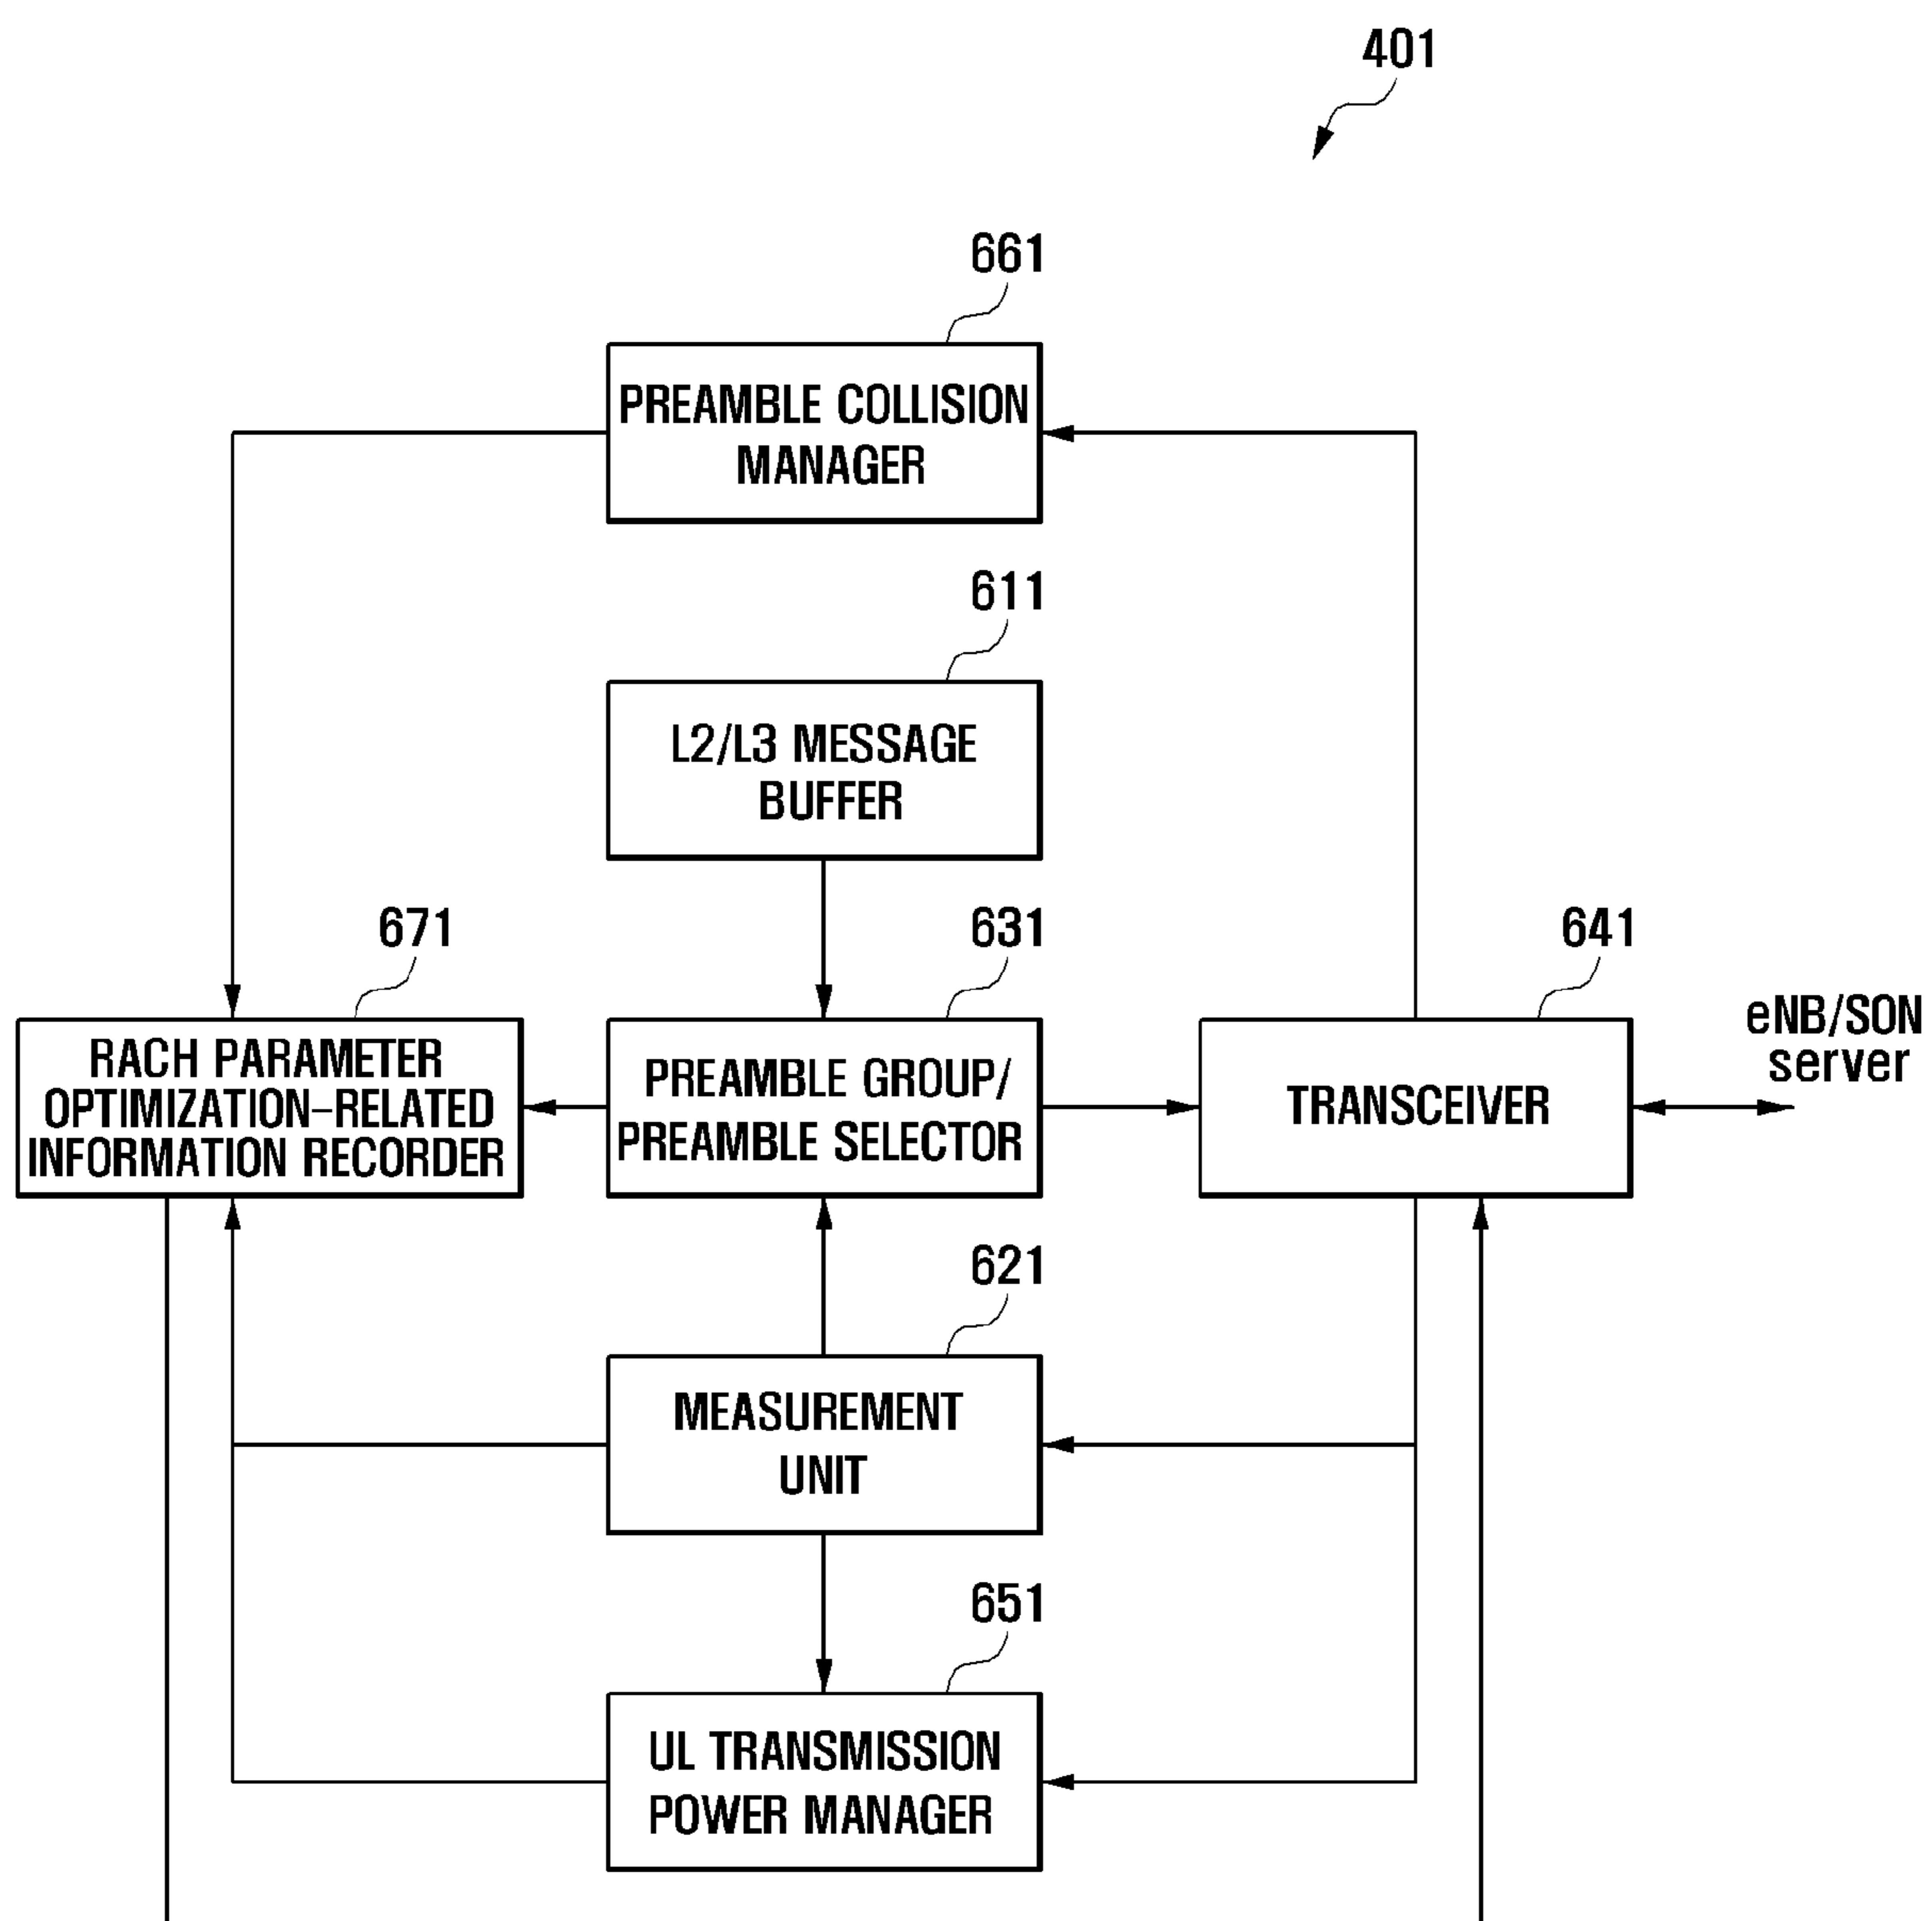 401
661
PREAMBLE COLLISION
MANAGER
611
L2/L3 MESSAGE
BUFFER
671
RACH PARAMETER
OPTIMIZATION-RELATED
INFORMATION RECORDER
631
PREAMBLE GROUP/
PREAMBLE SELECTOR
641
TRANSCEIVER
eNB/SON
server
621
MEASUREMENT
UNIT
651
UL TRANSMISSION
POWER MANAGER